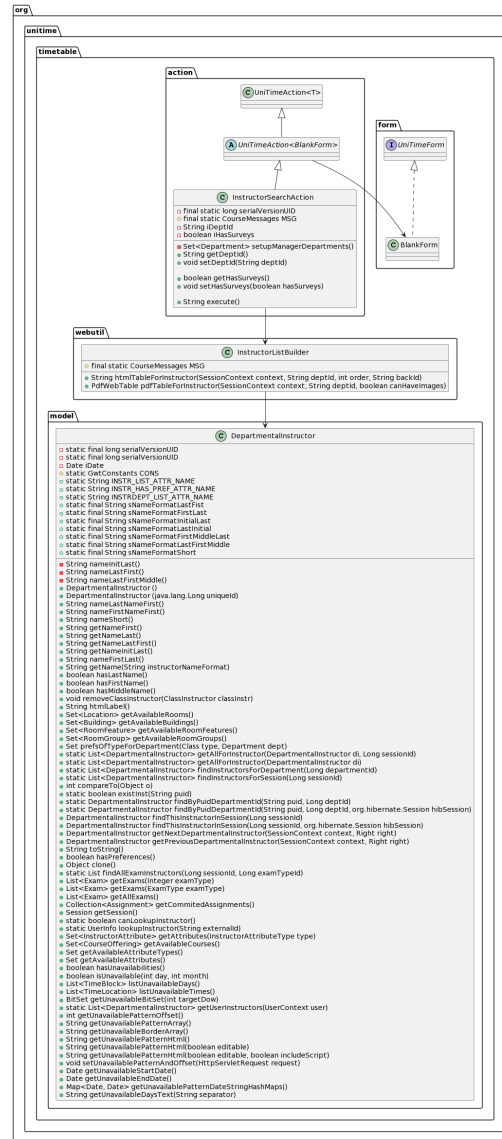 org
unitime
timetable
action
C UniTimeAction<T>
form
A UniTimeAction<BlankForm>
I UniTimeForm
C InstructorSearchAction
final static long serialVersionUID
final static CourseMessages MSG
String iDeptId
boolean iHasSurveys
Set<Department> setupManagerDepartments()
String getDeptId()
void setDeptId(String deptId)
boolean getHasSurveys()
void setHasSurveys(boolean hasSurveys)
String execute()
C BlankForm
webutil
C InstructorListBuilder
final static CourseMessages MSG
String htmlTableForInstructor(SessionContext context, String deptId, int order, String backId)
PdfWebTable pdfTableForInstructor(SessionContext context, String deptId, boolean canHaveImages)
model
C DepartmentalInstructor
static final long serialVersionUID
static final long serialVersionUID
Date iDate
static GwtConstants CONS
static String INSTR_LIST_ATTR_NAME
static String INSTR_HAS_PREF_ATTR_NAME
static String INSTRDEPT_LIST_ATTR_NAME
static final String sNameFormatLastFist
static final String sNameFormatFirstLast
static final String sNameFormatInitialLast
static final String sNameFormatLastInitial
static final String sNameFormatFirstMiddleLast
static final String sNameFormatLastFirstMiddle
static final String sNameFormatShort
String nameInitLast()
String nameLastFirst()
String nameLastFirstMiddle()
DepartmentalInstructor ()
DepartmentalInstructor (java.lang.Long uniqueId)
String nameLastNameFirst()
String nameFirstNameFirst()
String nameShort()
String getNameFirst()
String getNameLast()
String getNameLastFirst()
String getNameInitLast()
String nameFirstLast()
String getName(String instructorNameFormat)
boolean hasLastName()
boolean hasFirstName()
boolean hasMiddleName()
void removeClassInstructor(ClassInstructor classInstr)
String htmlLabel()
Set<Location> getAvailableRooms()
Set<Building> getAvailableBuildings()
Set<RoomFeature> getAvailableRoomFeatures()
Set<RoomGroup> getAvailableRoomGroups()
Set prefsOfTypeForDepartment(Class type, Department dept)
static List<DepartmentalInstructor> getAllForInstructor(DepartmentalInstructor di, Long sessionId)
static List<DepartmentalInstructor> getAllForInstructor(DepartmentalInstructor di)
static List<DepartmentalInstructor> findInstructorsForDepartment(Long departmentId)
static List<DepartmentalInstructor> findInstructorsForSession(Long sessionId)
int compareTo(Object o)
static boolean existInst(String puid)
static DepartmentalInstructor findByPuidDepartmentId(String puid, Long deptId)
static DepartmentalInstructor findByPuidDepartmentId(String puid, Long deptId, org.hibernate.Session hibSession)
DepartmentalInstructor findThisInstructorInSession(Long sessionId)
DepartmentalInstructor findThisInstructorInSession(Long sessionId, org.hibernate.Session hibSession)
DepartmentalInstructor getNextDepartmentalInstructor(SessionContext context, Right right)
DepartmentalInstructor getPreviousDepartmentalInstructor(SessionContext context, Right right)
String toString()
boolean hasPreferences()
Object clone()
static List findAllExamInstructors(Long sessionId, Long examTypeId)
List<Exam> getExams(Integer examType)
List<Exam> getExams(ExamType examType)
List<Exam> getAllExams()
Collection<Assignment> getCommitedAssignments()
Session getSession()
static boolean canLookupInstructor()
static UserInfo lookupInstructor(String externalId)
Set<InstructorAttribute> getAttributes(InstructorAttributeType type)
Set<CourseOffering> getAvailableCourses()
Set getAvailableAttributeTypes()
Set getAvailableAttributes()
boolean hasUnavailabilities()
boolean isUnavailable(int day, int month)
List<TimeBlock> listUnavailableDays()
List<TimeLocation> listUnavailableTimes()
BitSet getUnavailableBitSet(int targetDow)
static List<DepartmentalInstructor> getUserInstructors(UserContext user)
int getUnavailablePatternOffset()
String getUnavailablePatternArray()
String getUnavailableBorderArray()
String getUnavailablePatternHtml()
String getUnavailablePatternHtml(boolean editable)
String getUnavailablePatternHtml(boolean editable, boolean includeScript)
void setUnavailablePatternAndOffset(HttpServletRequest request)
Date getUnavailableStartDate()
Date getUnavailableEndDate()
Map<Date, Date> getUnavailablePatternDateStringHashMaps()
String getUnavailableDaysText(String separator)